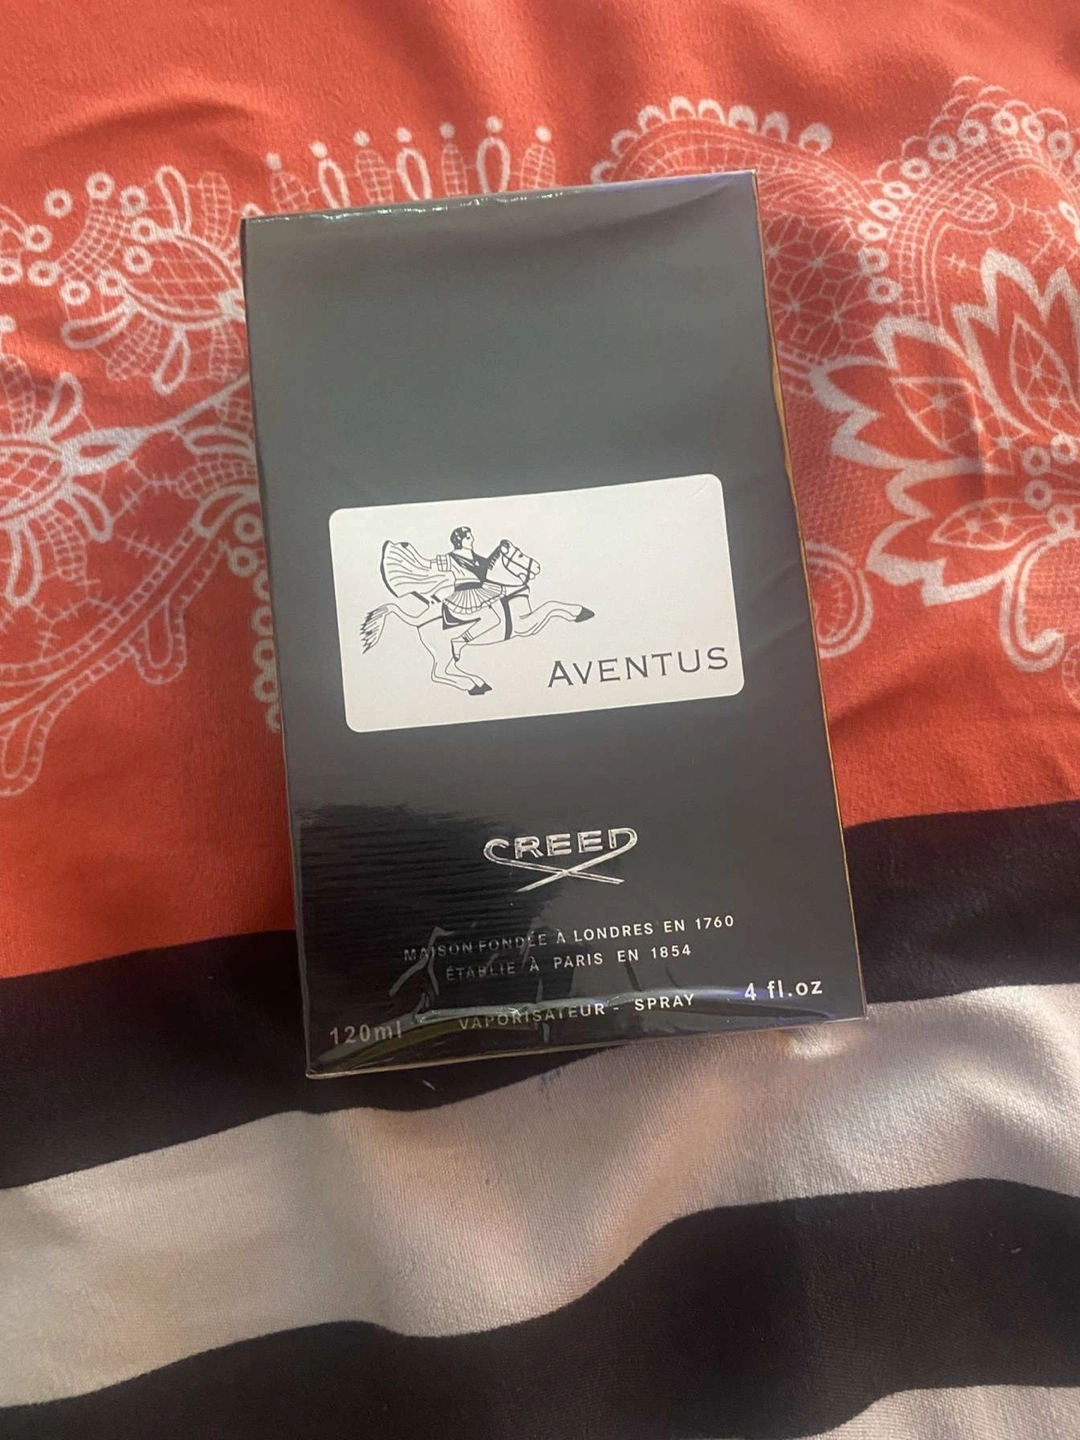 AVENTUS
CREED
MAISON FONDÉE À LONDRES EN 1760
ÉTABLIE À PARIS EN 1854
VAPORISATEUR - SPRAY
120ml
4 fl.oz